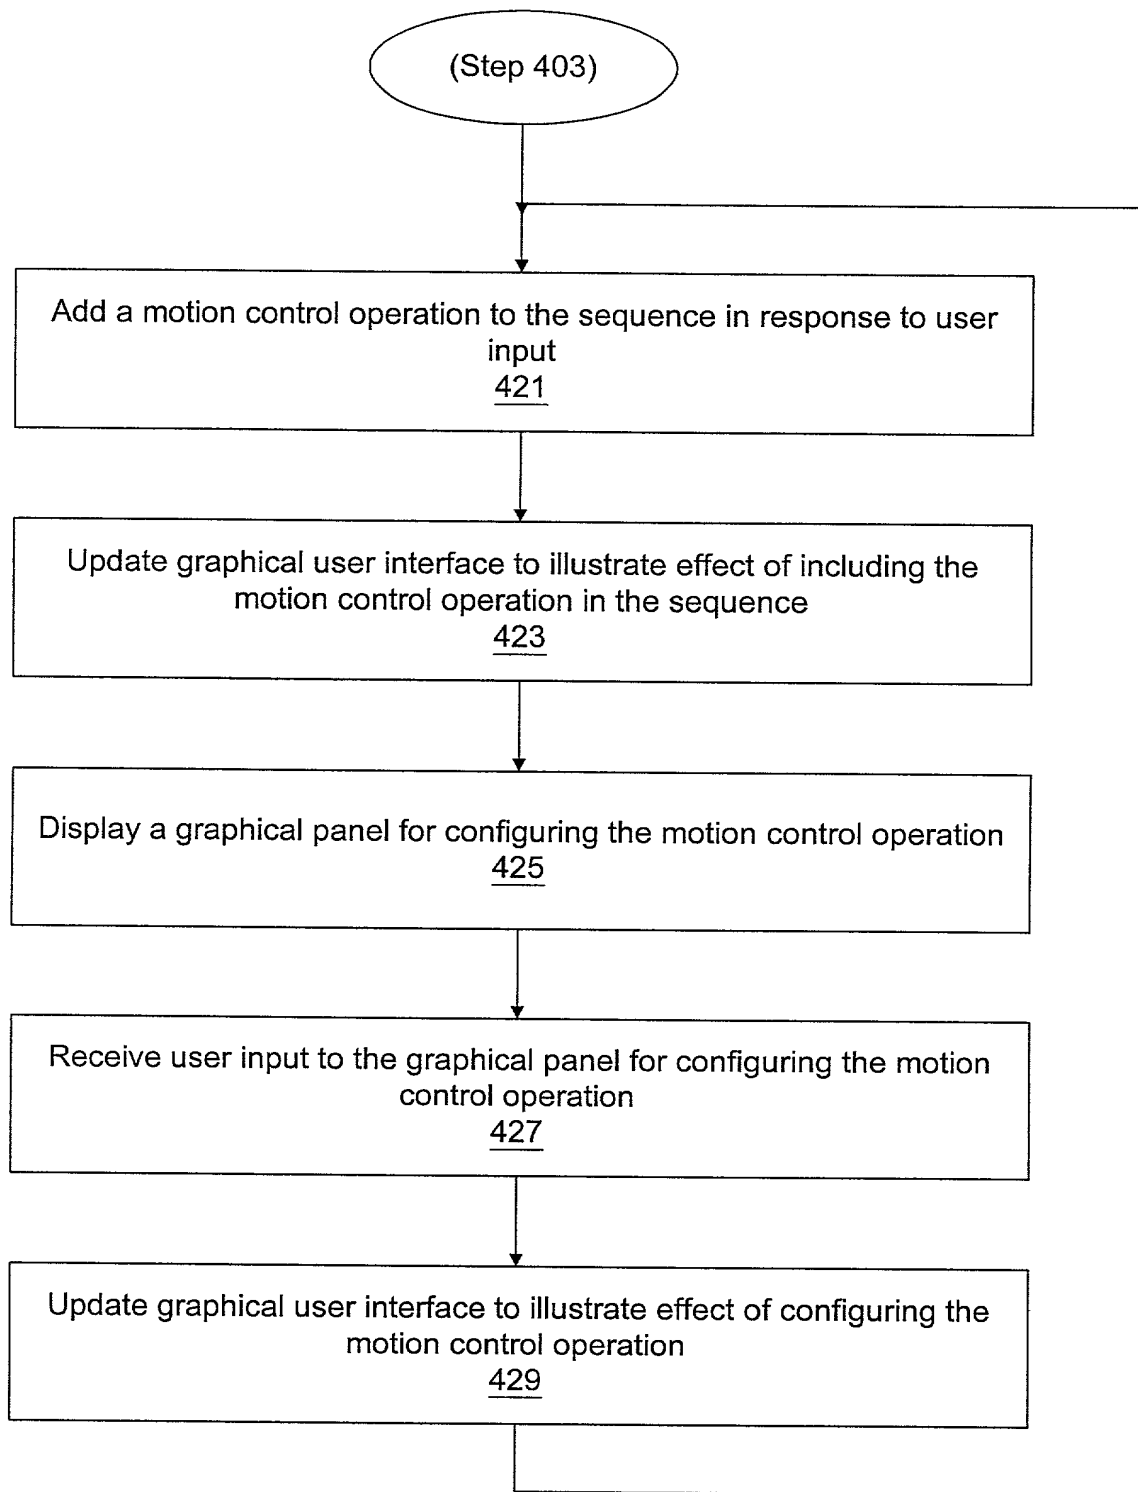 (Step 403)
Add a motion control operation to the sequence in response to user
input
421
Update graphical user interface to illustrate effect of including the
motion control operation in the sequence
423
Display a graphical panel for configuring the motion control operation
425
Receive user input to the graphical panel for configuring the motion
control operation
427
Update graphical user interface to illustrate effect of configuring the
motion control operation
429